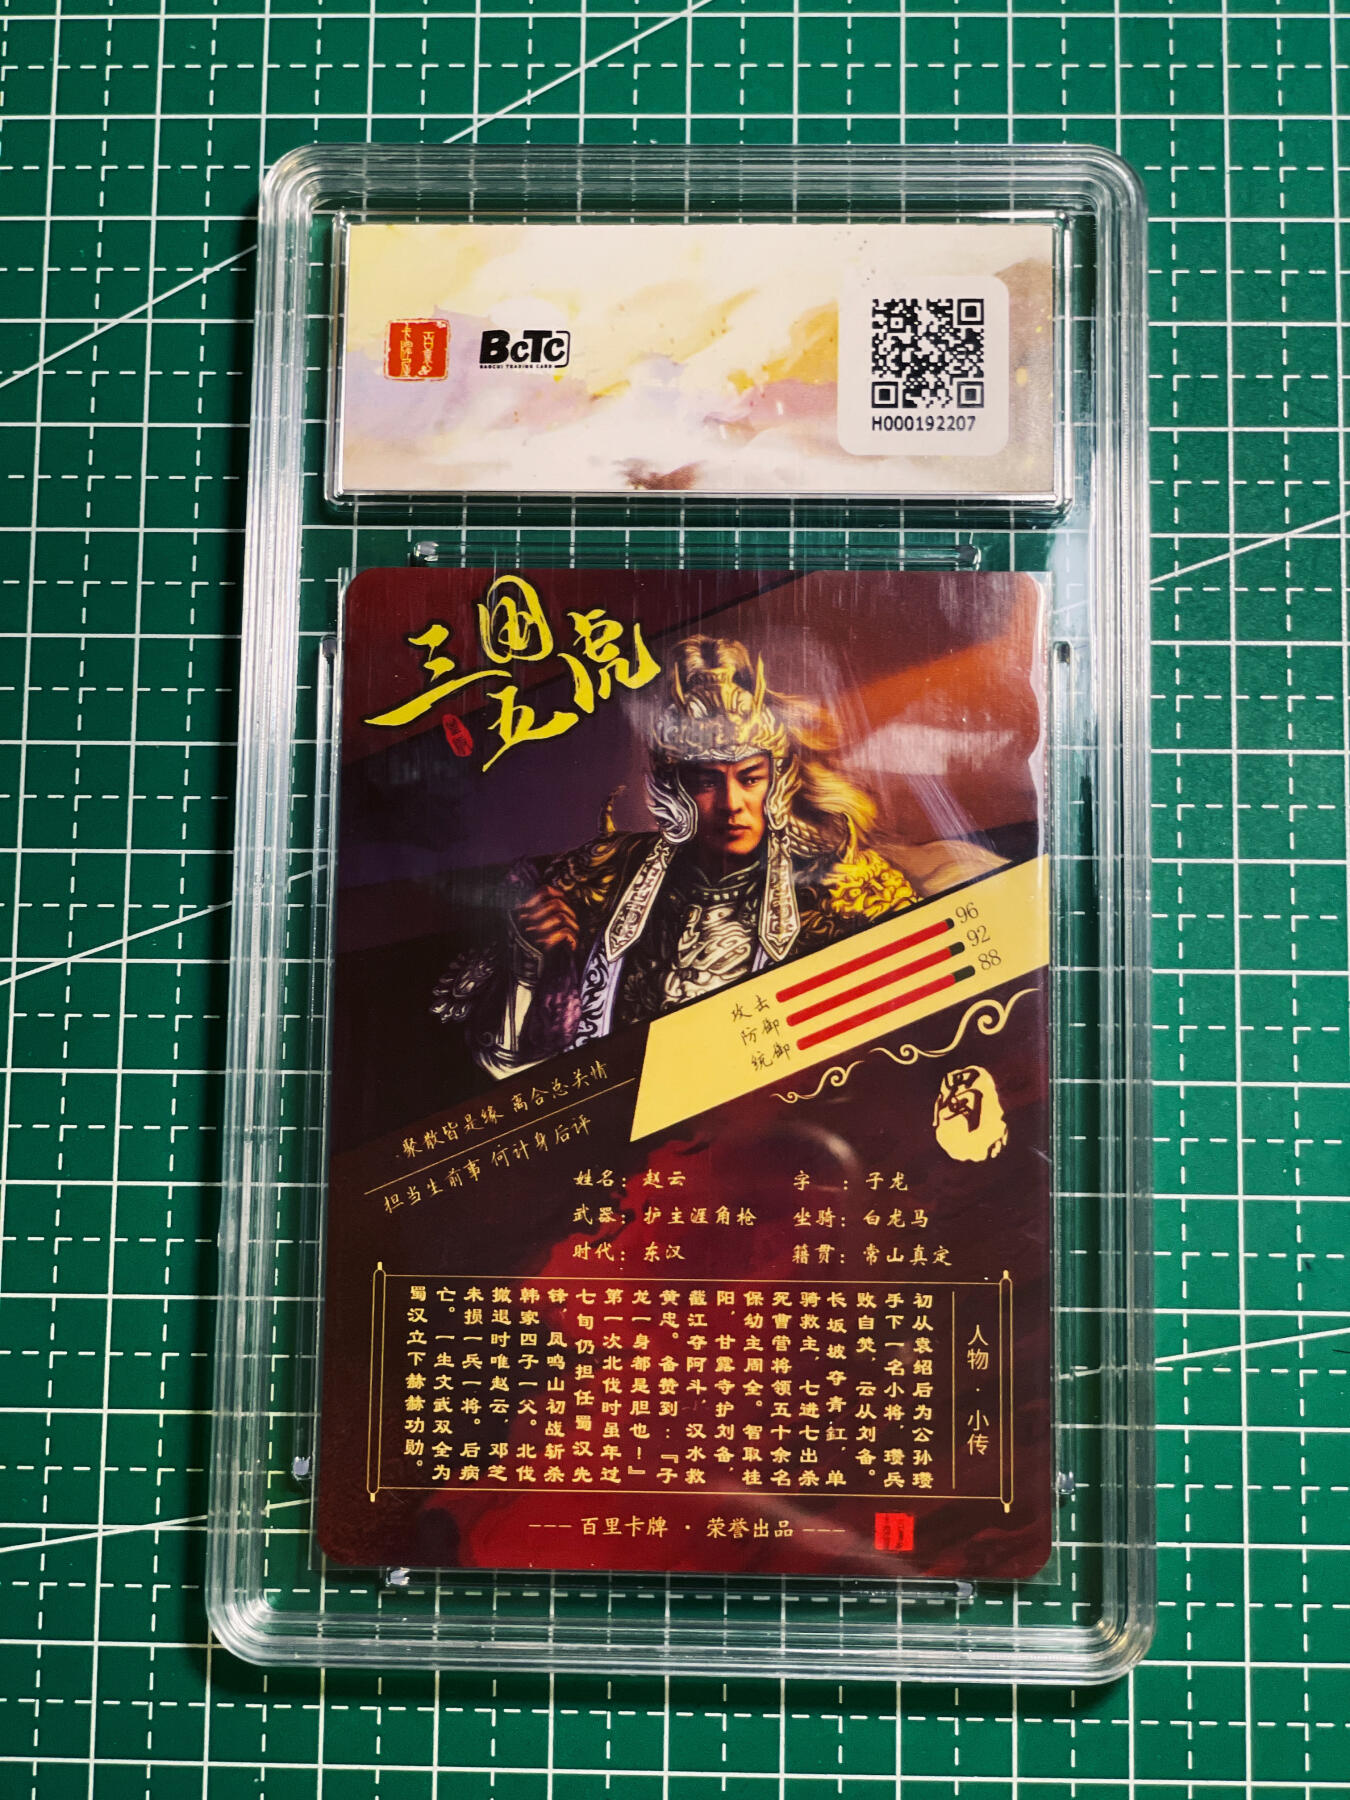 BCTC
BAOCUI TRADING CARD
H000192207
三国五虎
攻击 96
防御 92
统御 88
聚散皆是缘 离合总关情
担当生前事 何计身后评
蜀
姓名：赵云 字：子龙
武器：护主涯角枪 坐骑：白龙马
时代：东汉 籍贯：常山真定
人物·小传
初从袁绍后为公孙瓒
手下一名小将，瓒兵
败自焚，云从刘备。
长坂坡夺青釭，单
骑救主，七进七出杀
死曹营将领五十余名
保幼主周全。智取桂
阳，甘露寺护刘备，
截江夺阿斗，汉水救
黄忠。备赞到：『子
龙一身都是胆也！』
第一次北伐时虽年过
七旬仍担任蜀汉先
锋，凤鸣山初战斩杀
韩家四子一父。北伐
撤退时唯赵云，邓芝
未损一兵一将。后病
亡。一生文武双全为
蜀汉立下赫赫功勋。
--- 百里卡牌 · 荣誉出品 ---